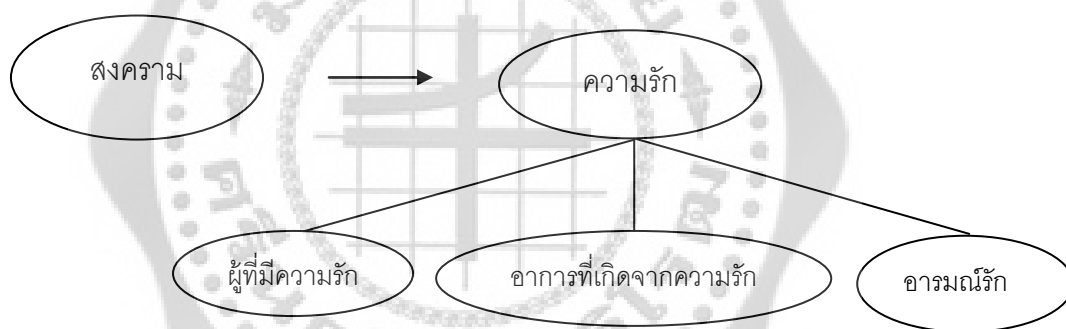 สงคราม
ความรัก
ผู้ที่มีความรัก
อาการที่เกิดจากความรัก
อารมณ์รัก